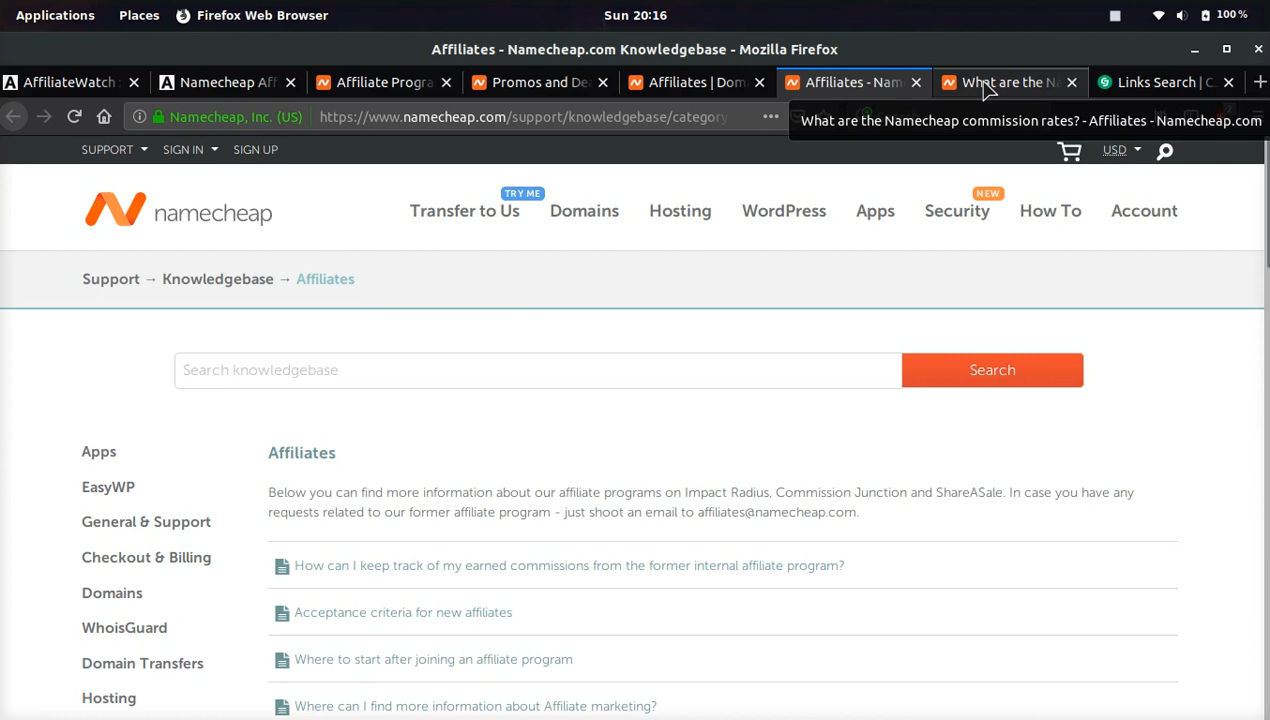 Applications Places Firefox Web Browser Sun 20:16 100%
Affiliates - Namecheap.com Knowledgebase - Mozilla Firefox
AffiliateWatch Namecheap Aff Affiliate Progra Promos and De Affiliates | Dom Affiliates - Nam What are the Na Links Search | C
Namecheap, Inc. (US) https://www.namecheap.com/support/knowledgebase/category
What are the Namecheap commission rates? - Affiliates - Namecheap.com
SUPPORT SIGN IN SIGN UP USD
TRY ME NEW
namecheap Transfer to Us Domains Hosting WordPress Apps Security How To Account
Support → Knowledgebase → Affiliates
Search knowledgebase Search
Apps
EasyWP
General & Support
Checkout & Billing
Domains
WhoisGuard
Domain Transfers
Hosting
Affiliates
Below you can find more information about our affiliate programs on Impact Radius, Commission Junction and ShareASale. In case you have any
requests related to our former affiliate program - just shoot an email to affiliates@namecheap.com.
How can I keep track of my earned commissions from the former internal affiliate program?
Acceptance criteria for new affiliates
Where to start after joining an affiliate program
Where can I find more information about Affiliate marketing?